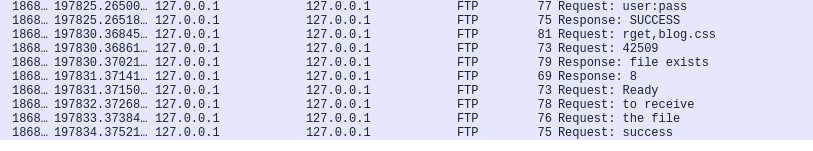 1868… 197825.26500… 127.0.0.1 127.0.0.1 FTP 77 Request: user:pass
1868… 197825.26518… 127.0.0.1 127.0.0.1 FTP 75 Response: SUCCESS
1868… 197830.36845… 127.0.0.1 127.0.0.1 FTP 81 Request: rget,blog.css
1868… 197830.36861… 127.0.0.1 127.0.0.1 FTP 73 Request: 42509
1868… 197830.37021… 127.0.0.1 127.0.0.1 FTP 79 Response: file exists
1868… 197831.37141… 127.0.0.1 127.0.0.1 FTP 69 Response: 8
1868… 197831.37150… 127.0.0.1 127.0.0.1 FTP 73 Request: Ready
1868… 197832.37268… 127.0.0.1 127.0.0.1 FTP 78 Request: to receive
1868… 197833.37384… 127.0.0.1 127.0.0.1 FTP 76 Request: the file
1868… 197834.37521… 127.0.0.1 127.0.0.1 FTP 75 Request: success